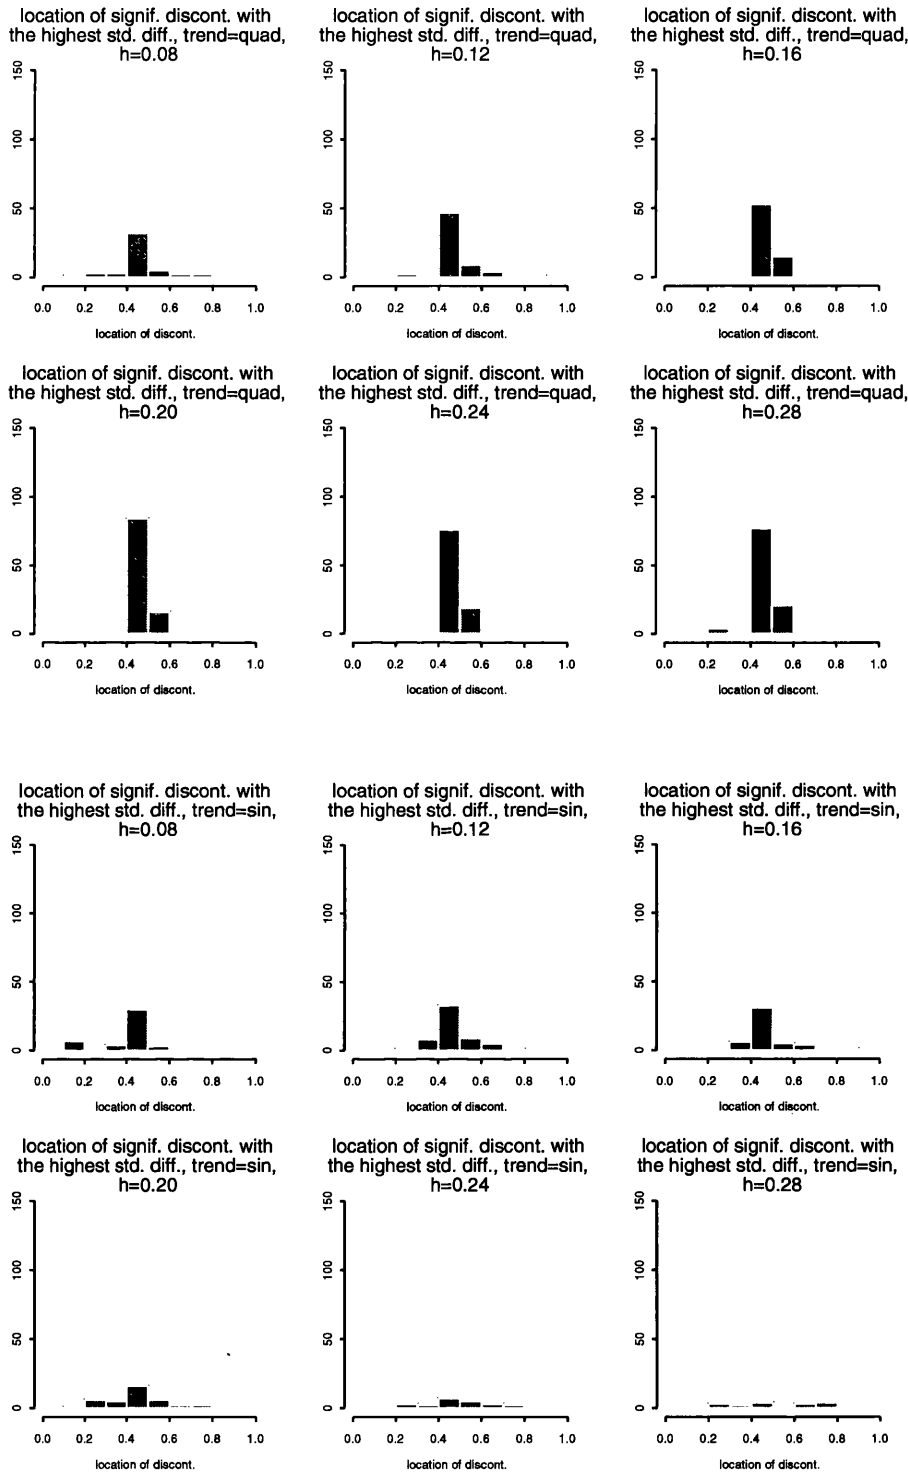 location of signif. discont. with
the highest std. diff., trend=quad,
h=0.08
150
100
50
0
0.0 0.2 0.4 0.6 0.8 1.0
location of discont.
location of signif. discont. with
the highest std. diff., trend=quad,
h=0.12
150
100
50
0
0.0 0.2 0.4 0.6 0.8 1.0
location of discont.
location of signif. discont. with
the highest std. diff., trend=quad,
h=0.16
150
100
50
0
0.0 0.2 0.4 0.6 0.8 1.0
location of discont.
location of signif. discont. with
the highest std. diff., trend=quad,
h=0.20
150
100
50
0
0.0 0.2 0.4 0.6 0.8 1.0
location of discont.
location of signif. discont. with
the highest std. diff., trend=quad,
h=0.24
150
100
50
0
0.0 0.2 0.4 0.6 0.8 1.0
location of discont.
location of signif. discont. with
the highest std. diff., trend=quad,
h=0.28
150
100
50
0
0.0 0.2 0.4 0.6 0.8 1.0
location of discont.
location of signif. discont. with
the highest std. diff., trend=sin,
h=0.08
150
100
50
0
0.0 0.2 0.4 0.6 0.8 1.0
location of discont.
location of signif. discont. with
the highest std. diff., trend=sin,
h=0.12
150
100
50
0
0.0 0.2 0.4 0.6 0.8 1.0
location of discont.
location of signif. discont. with
the highest std. diff., trend=sin,
h=0.16
150
100
50
0
0.0 0.2 0.4 0.6 0.8 1.0
location of discont.
location of signif. discont. with
the highest std. diff., trend=sin,
h=0.20
150
100
50
0
0.0 0.2 0.4 0.6 0.8 1.0
location of discont.
location of signif. discont. with
the highest std. diff., trend=sin,
h=0.24
150
100
50
0
0.0 0.2 0.4 0.6 0.8 1.0
location of discont.
location of signif. discont. with
the highest std. diff., trend=sin,
h=0.28
150
100
50
0
0.0 0.2 0.4 0.6 0.8 1.0
location of discont.